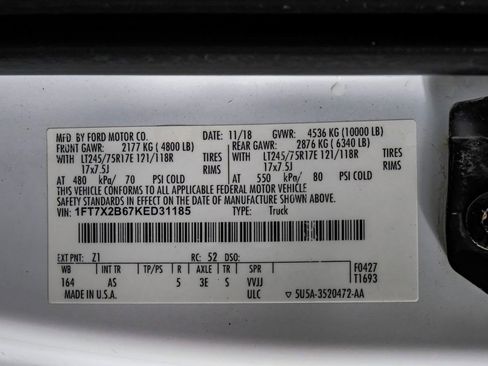 MFD. BY FORD MOTOR CO. DATE: 11/18 GVWR: 4536 KG (10000 LB)
FRONT GAWR: 2177 KG (4800 LB) REAR GAWR: 2876 KG (6340 LB)
WITH LT245/75R17E 121/118R TIRES WITH LT245/75R17E 121/118R TIRES
17x7.5J RIMS 17x7.5J RIMS
AT 480 kPa/ 70 PSI COLD AT 550 kPa/ 80 PSI COLD
THIS VEHICLE CONFORMS TO ALL APPLICABLE FEDERAL MOTOR VEHICLE
SAFETY STANDARDS IN EFFECT ON THE DATE OF MANUFACTURE SHOWN ABOVE.
VIN: 1FT7X2B67KED31185 TYPE: Truck
EXT PNT: Z1 RC: 52 DSO:
WB INT TR TP/PS R AXLE TR SPR F0427
164 AS 5 3E S VVJJ T1693
MADE IN U.S.A. ULC ▽ 5U5A-3520472-AA